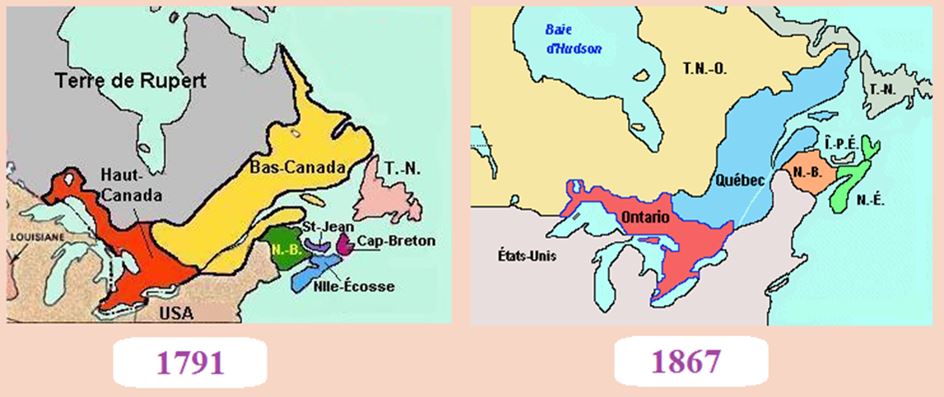 Terre de Rupert
Haut-
Canada
Bas-Canada
T.-N.
LOUISIANE
N.-B.
St-Jean
Cap-Breton
Nlle-Écosse
USA
1791
Baie
d'Hudson
T.N.-O.
T.-N.
Î.-P.É.
N.-B.
Québec
N.-É.
Ontario
États-Unis
1867